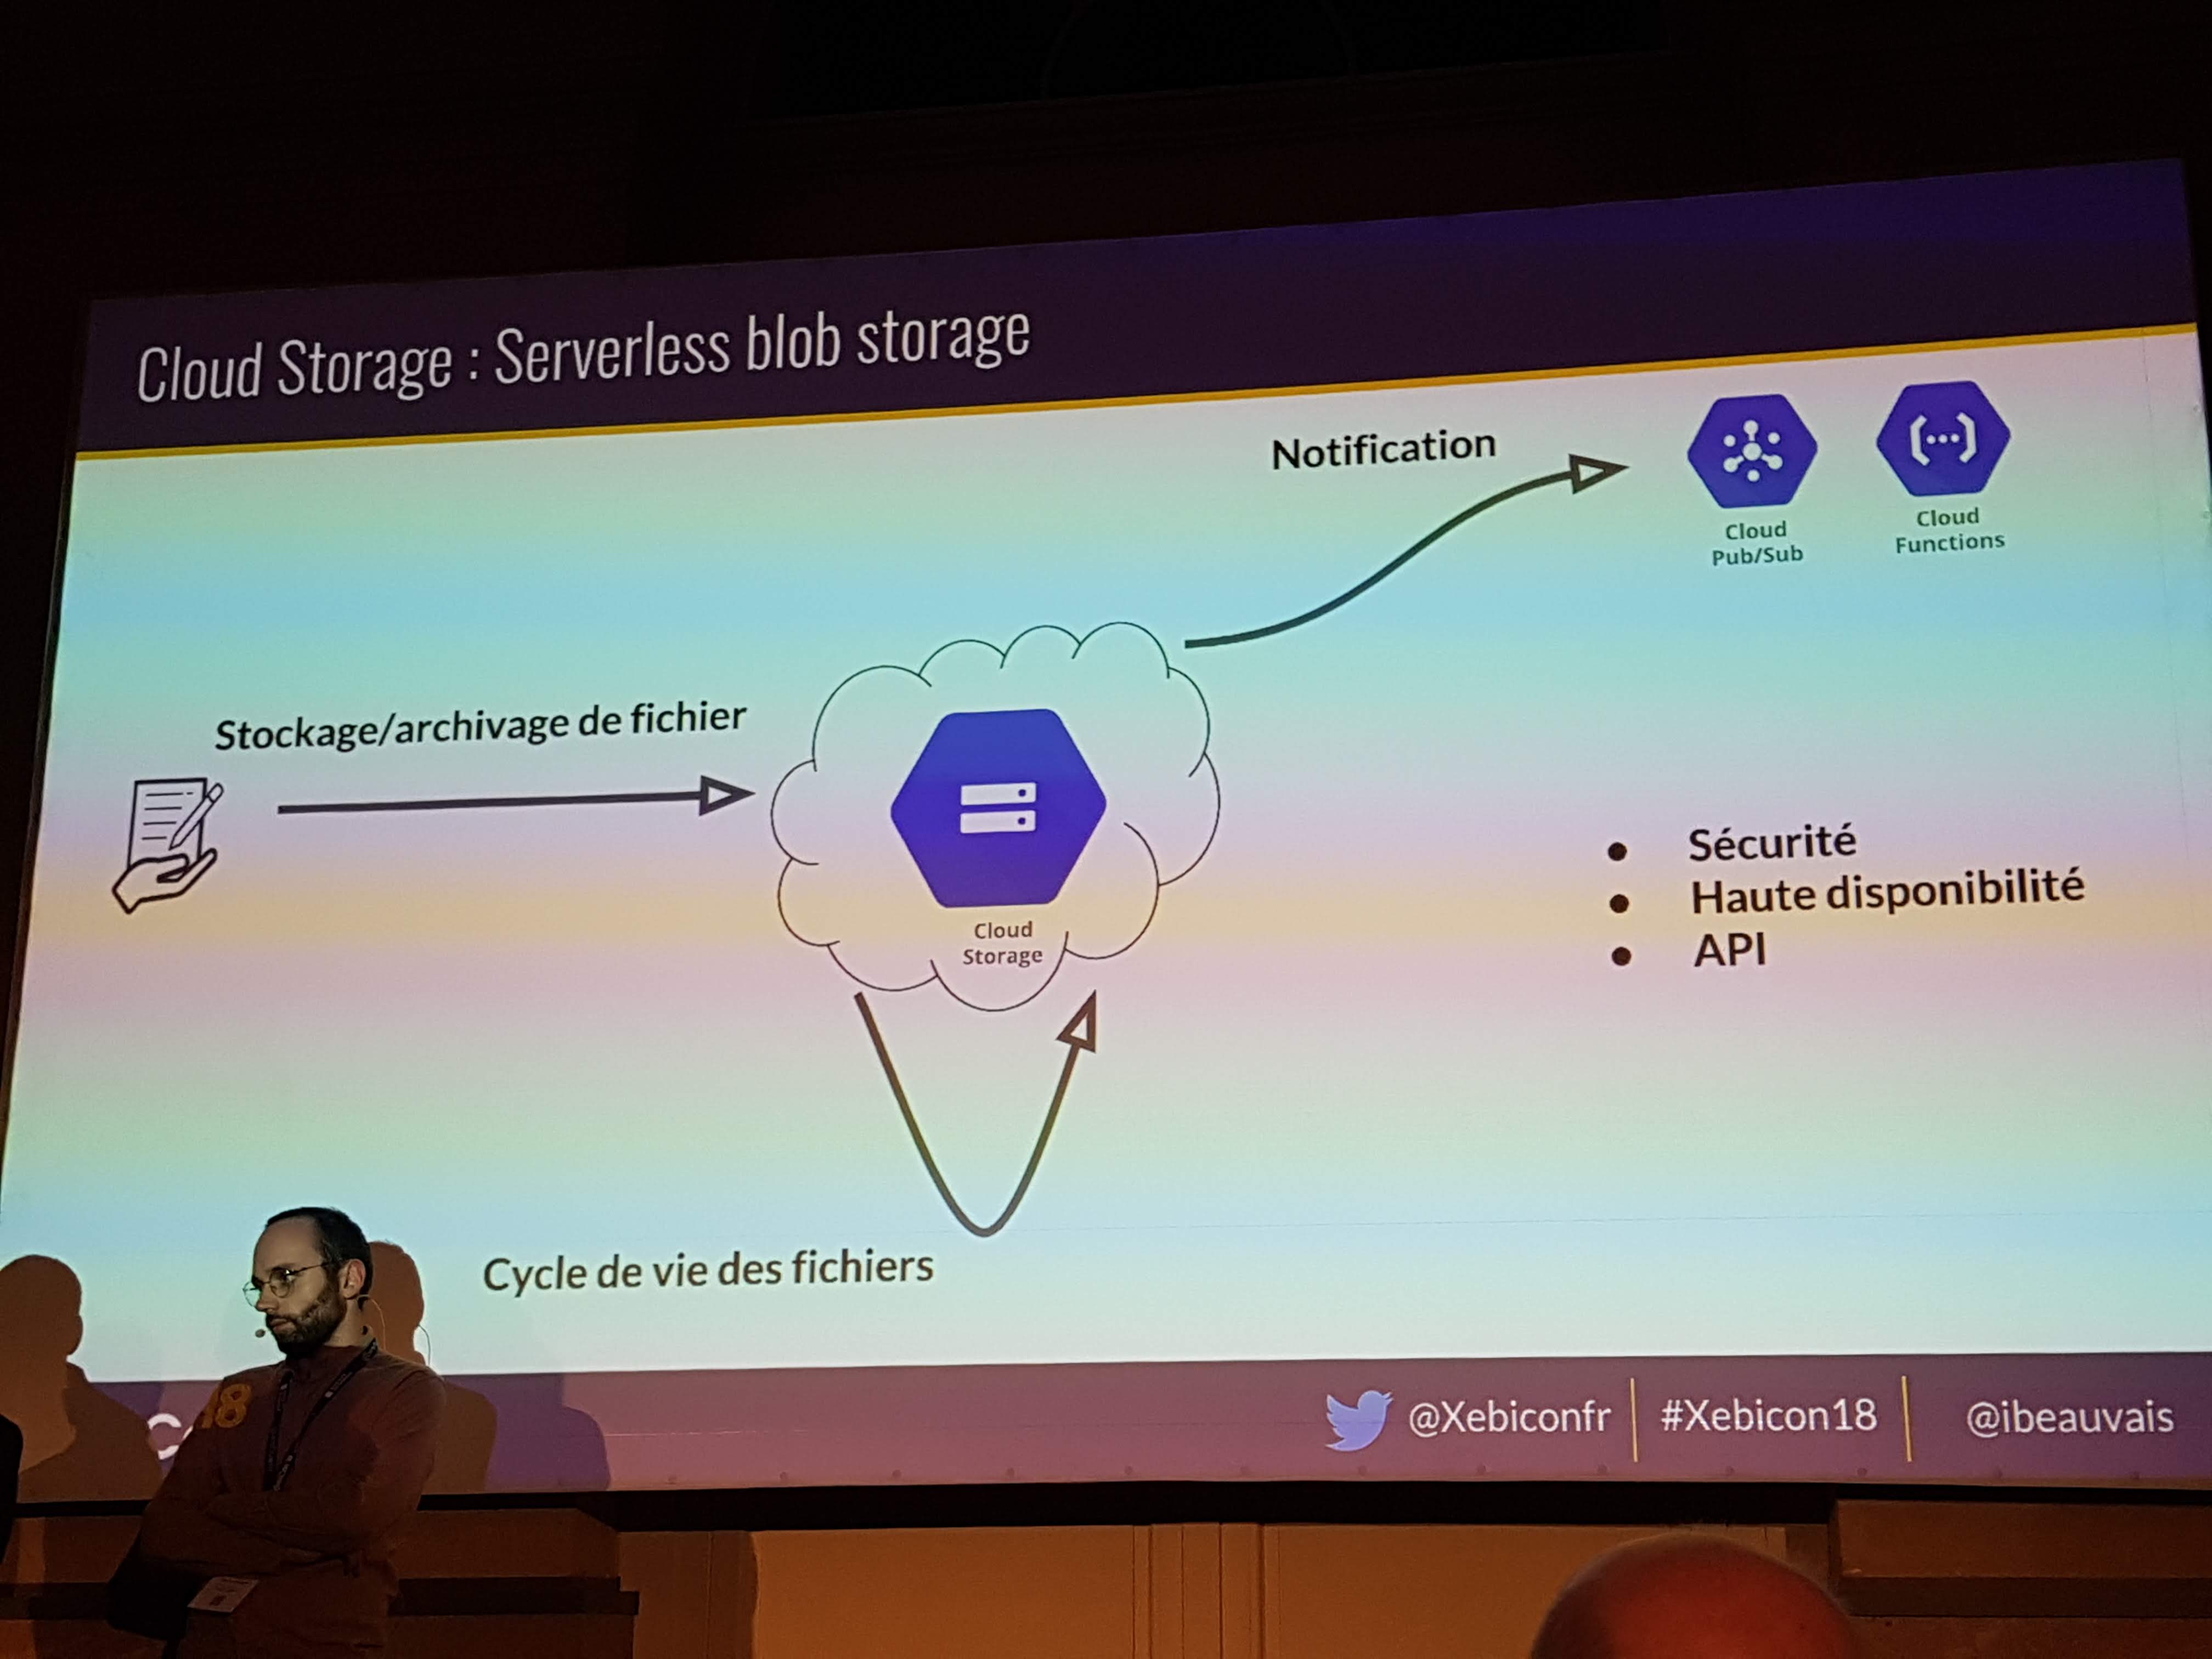 Cloud Storage : Serverless blob storage
Notification
Cloud
Pub/Sub
Cloud
Functions
Stockage/archivage de fichier
Cloud
Storage
Sécurité
Haute disponibilité
API
Cycle de vie des fichiers
18
@Xebiconfr
#Xebicon18
@ibeauvais